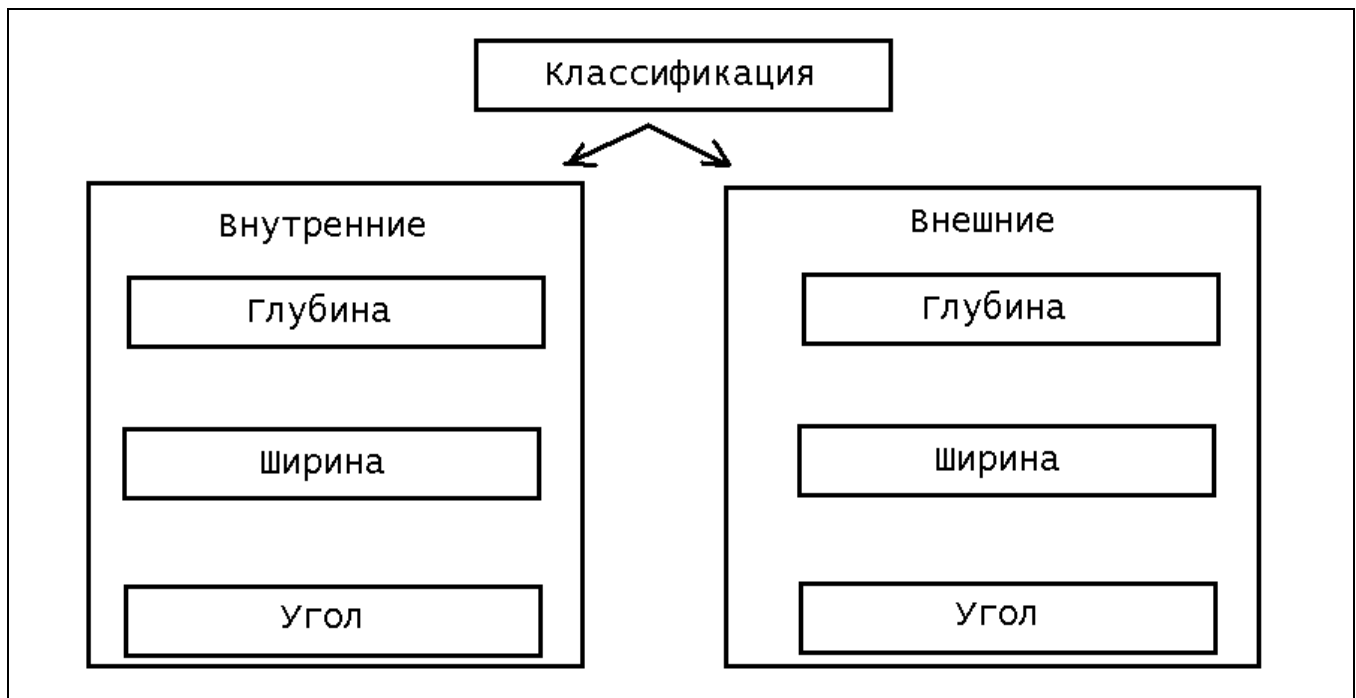 Классификация
Внутренние
Глубина
Ширина
Угол
Внешние
Глубина
Ширина
Угол